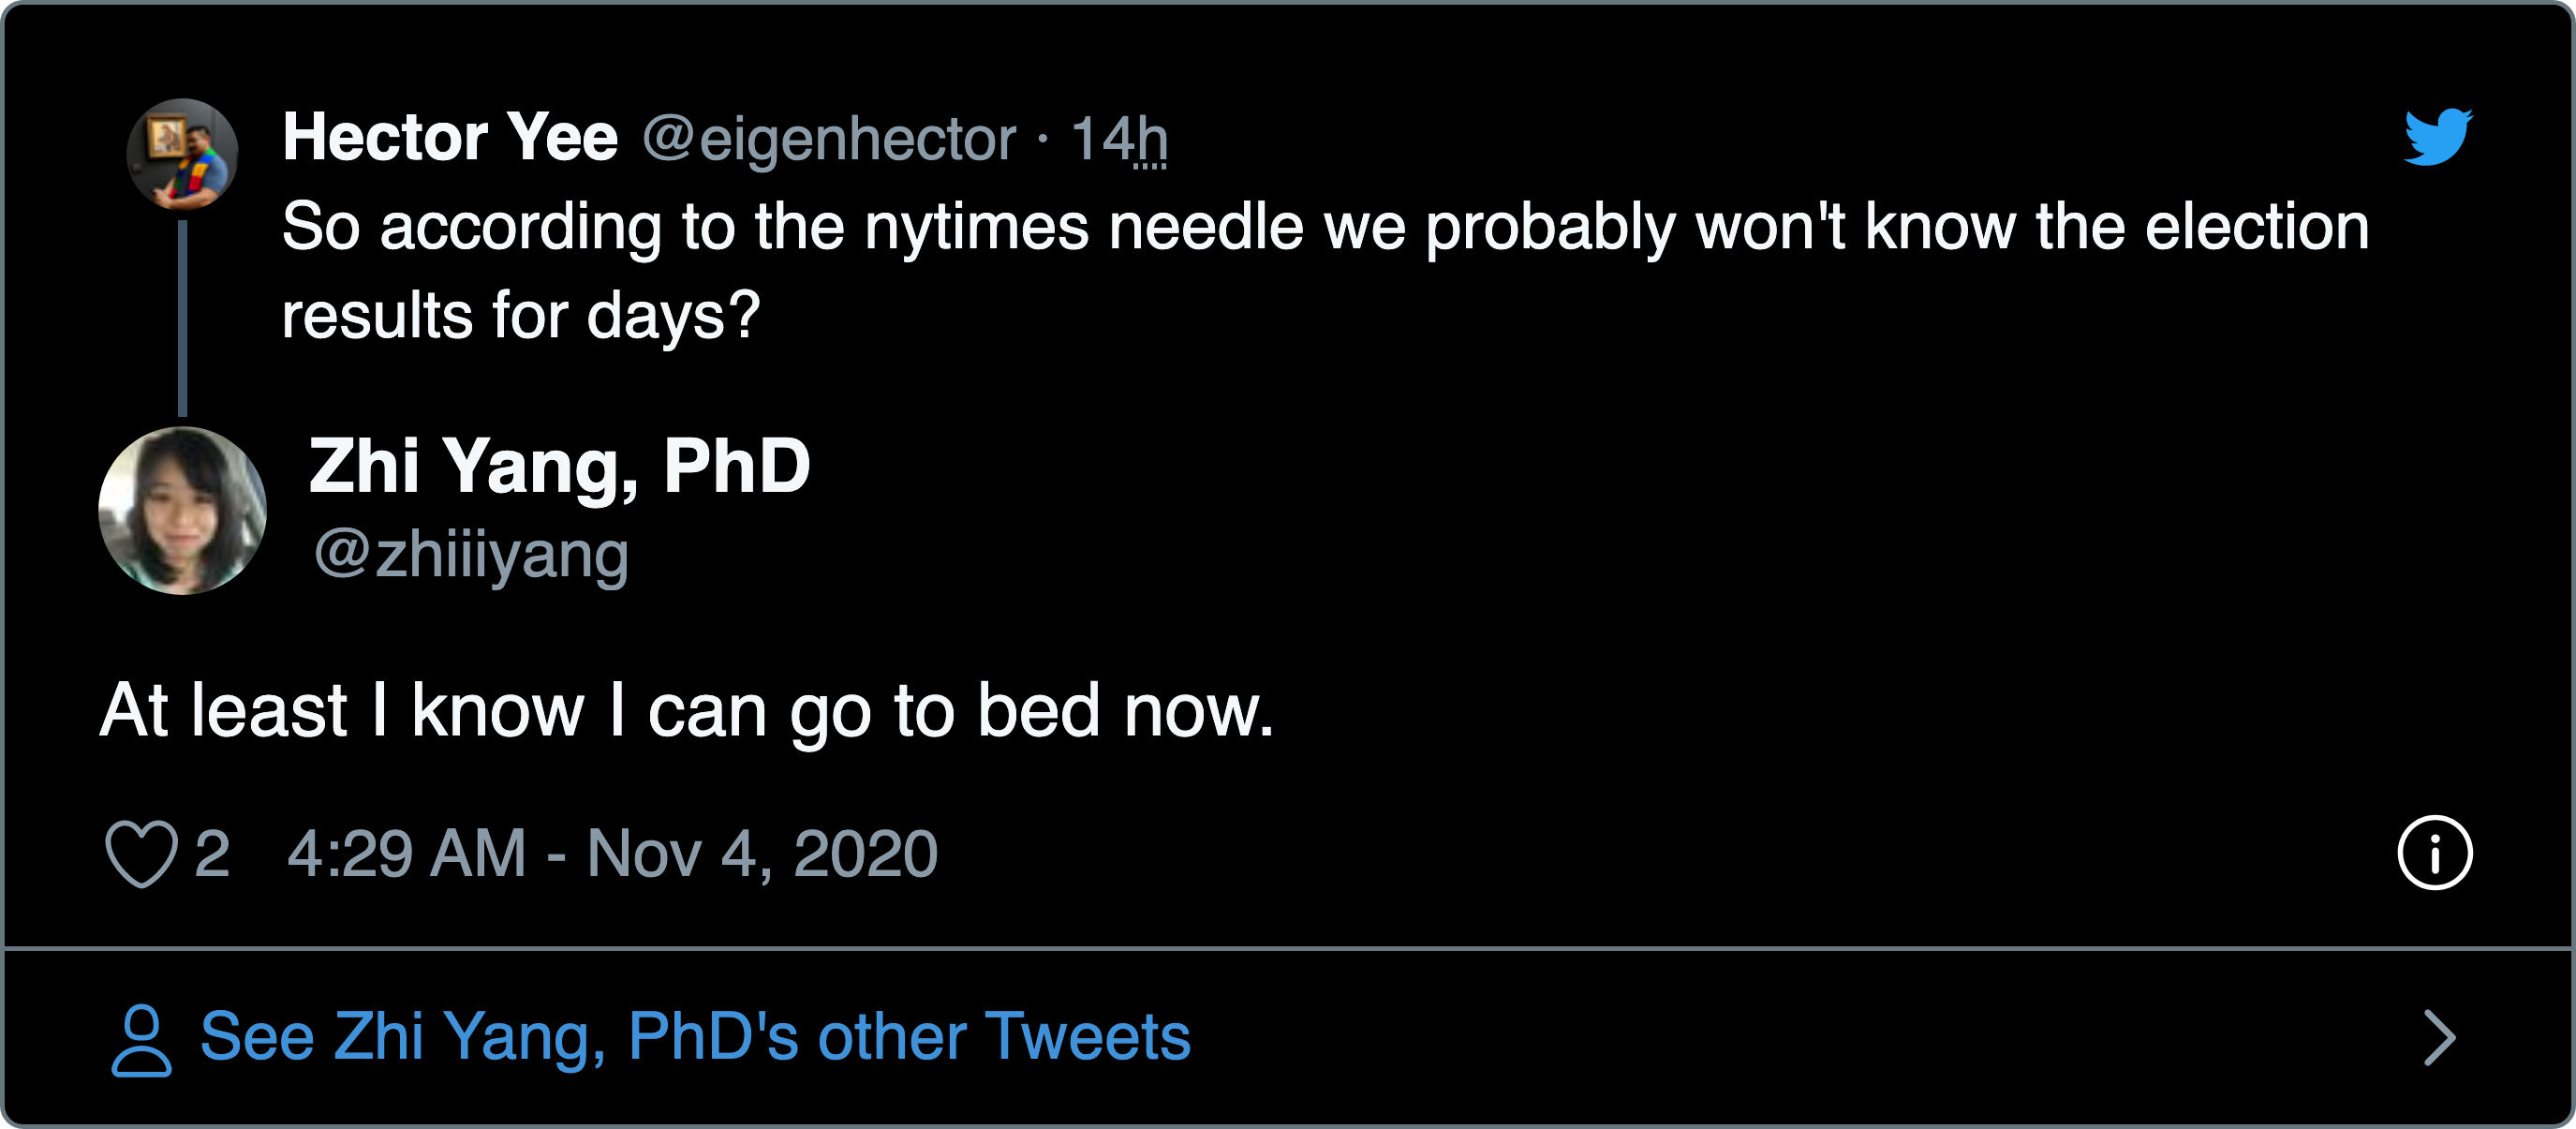 Hector Yee @eigenhector · 14h
So according to the nytimes needle we probably won't know the election
results for days?
Zhi Yang, PhD
@zhiiiyang
At least I know I can go to bed now.
2 4:29 AM - Nov 4, 2020
See Zhi Yang, PhD's other Tweets